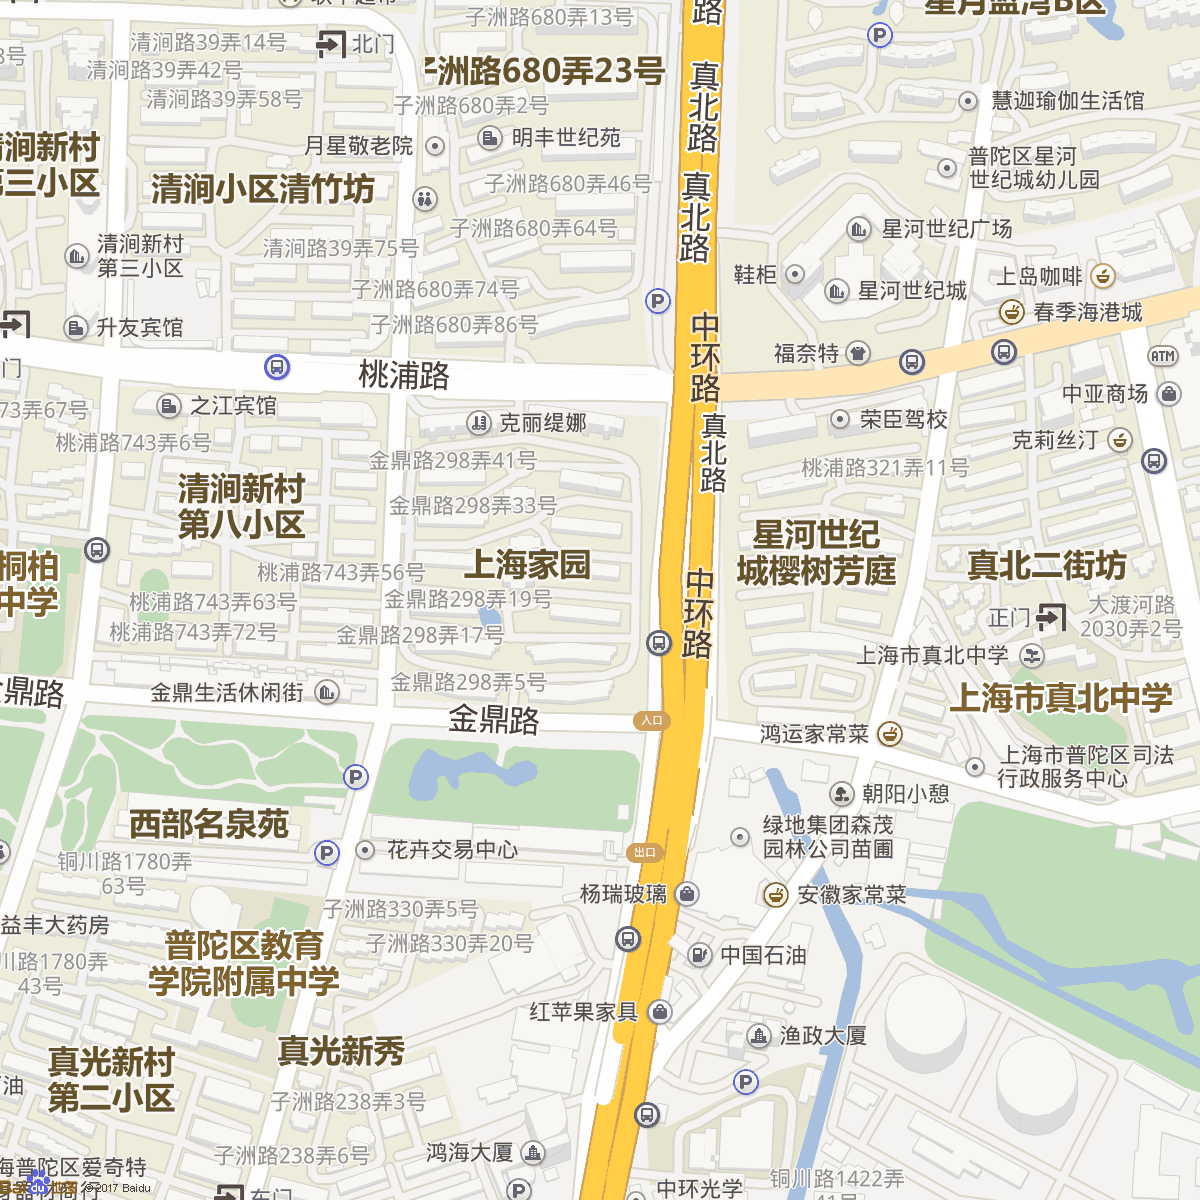 子洲路680弄13号
星月蓝湾B区
路
清涧路39弄14号
北门
清涧路39弄42号
子洲路680弄23号
真北路
清涧路39弄58号
子洲路680弄2号
慧迦瑜伽生活馆
月星敬老院
明丰世纪苑
清涧新村
三小区
普陀区星河
世纪城幼儿园
清涧小区清竹坊
子洲路680弄46号
真北路
子洲路680弄64号
星河世纪广场
清涧新村
第三小区
清涧路39弄75号
鞋柜
上岛咖啡
子洲路680弄74号
星河世纪城
春季海港城
升友宾馆
子洲路680弄86号
中环路
福奈特
ATM
门
桃浦路
中亚商场
73弄67号
之江宾馆
克丽缇娜
荣臣驾校
真北路
桃浦路743弄6号
克莉丝汀
金鼎路298弄41号
桃浦路321弄11号
清涧新村
第八小区
金鼎路298弄33号
星河世纪
城樱树芳庭
桐柏
中学
上海家园
真北二街坊
桃浦路743弄56号
中环路
桃浦路743弄63号
金鼎路298弄19号
正门
大渡河路
2030弄2号
桃浦路743弄72号
金鼎路298弄17号
上海市真北中学
金鼎路298弄5号
金鼎路
金鼎生活休闲街
上海市真北中学
金鼎路
入口
鸿运家常菜
上海市普陀区司法
行政服务中心
朝阳小憩
西部名泉苑
绿地集团森茂
园林公司苗圃
铜川路1780弄
63号
花卉交易中心
出口
杨瑞玻璃
安徽家常菜
益丰大药房
子洲路330弄5号
普陀区教育
学院附属中学
子洲路330弄20号
中国石油
川路1780弄
43号
红苹果家具
渔政大厦
真光新村
第二小区
真光新秀
油
子洲路238弄3号
子洲路238弄6号
鸿海大厦
海普陀区爱奇特
铜川路1422弄
41号
中环光学
东门
© 2017 Baidu